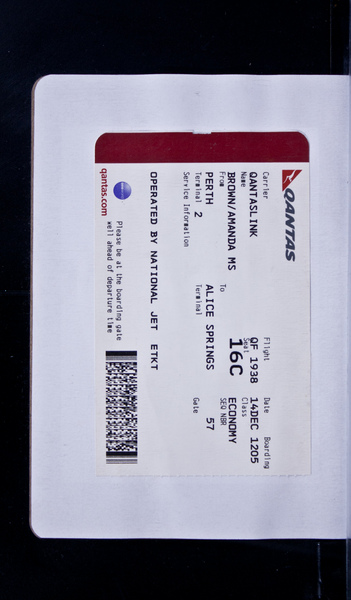 QANTAS
Carrier Flight Date Boarding
QANTASLINK QF 1938 14DEC 1205
Name Seat Class
BROWN/AMANDA MS 16C ECONOMY
From To SEQ NBR
PERTH ALICE SPRINGS
Terminal 2 Terminal Gate 57
Service Information
OPERATED BY NATIONAL JET ETKT
Please be at the boarding gate
well ahead of departure time
qantas.com